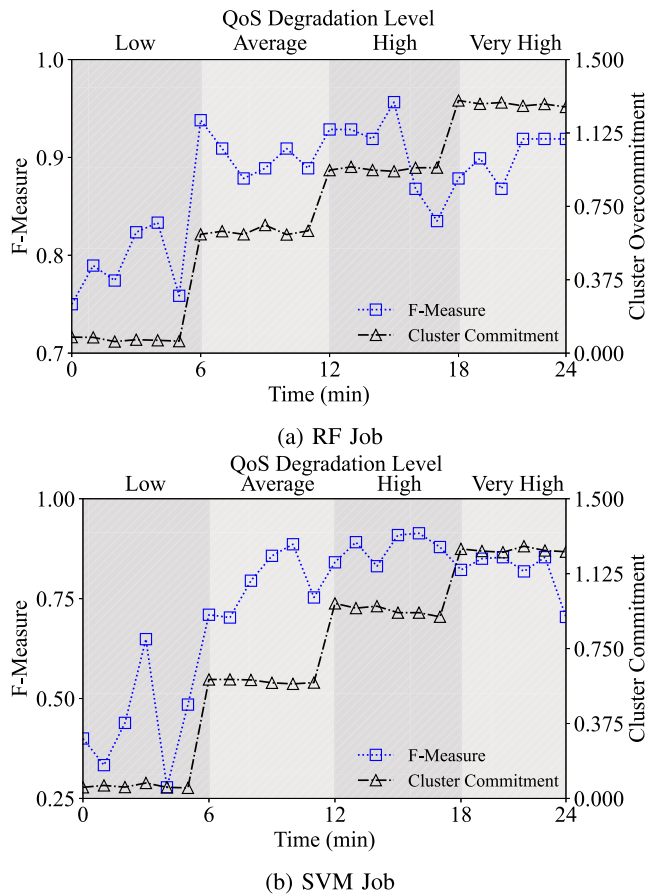 QoS Degradation Level
Low Average High Very High
1.0 1.500
0.9 1.125
0.750
0.8 0.375
0.7 0.000
F-Measure
Cluster Overcommitment
F-Measure
Cluster Commitment
0 6 12 18 24
Time (min)
(a) RF Job
QoS Degradation Level
Low Average High Very High
1.00 1.500
0.75 1.125
0.750
0.50 0.375
0.25 0.000
F-Measure
Cluster Commitment
F-Measure
Cluster Commitment
0 6 12 18 24
Time (min)
(b) SVM Job